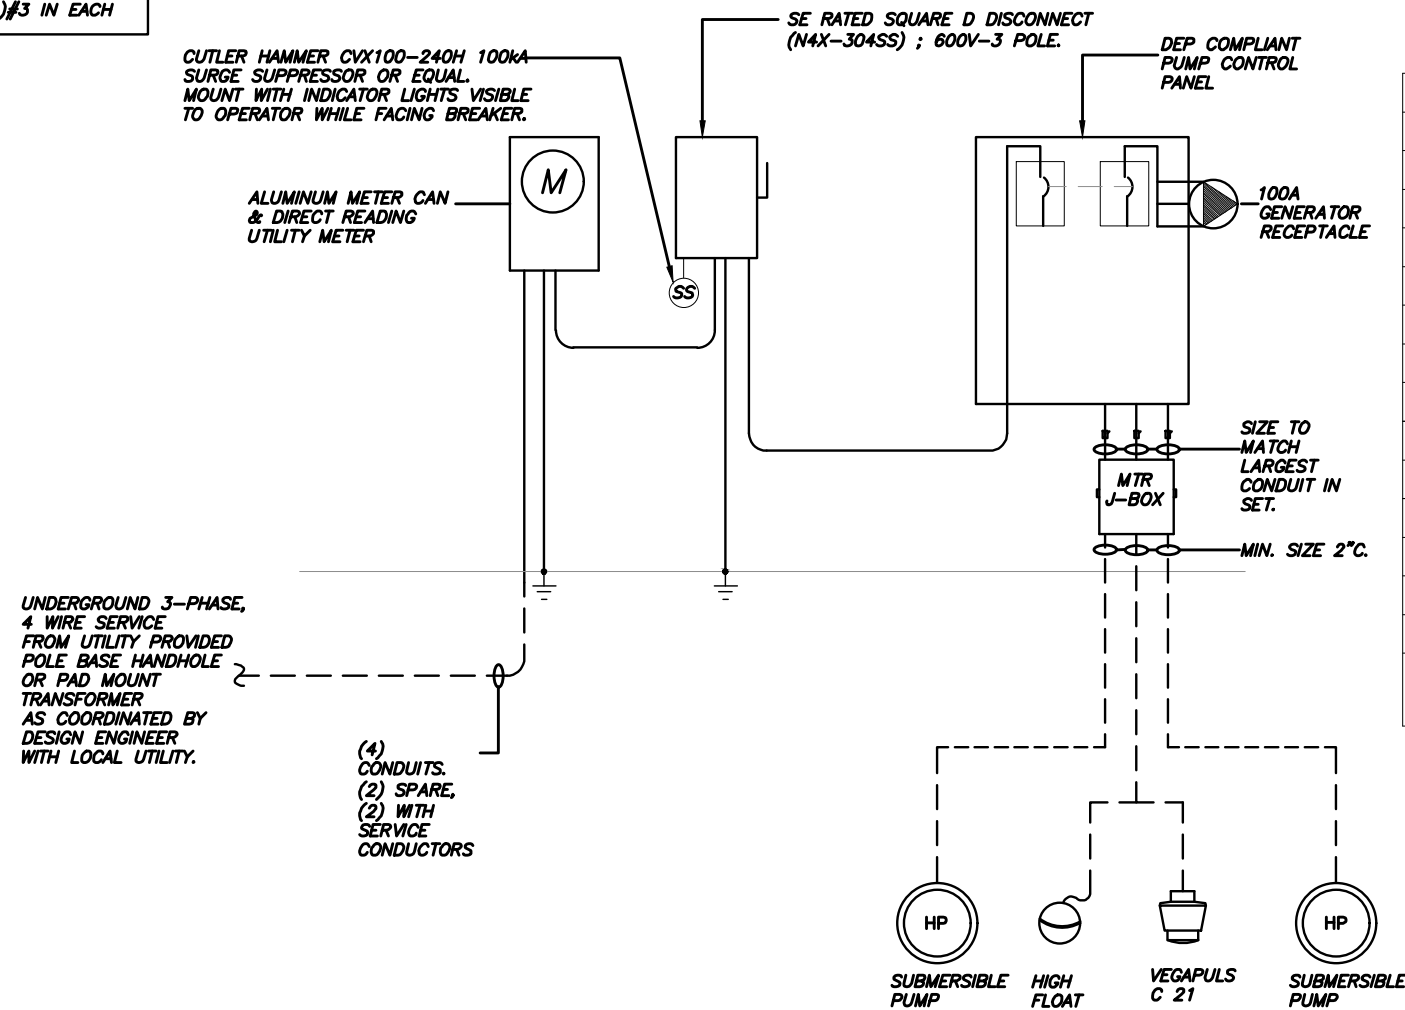 )#3 IN EACH
CUTLER HAMMER CVX100-240H 100kA
SURGE SUPPRESSOR OR EQUAL.
MOUNT WITH INDICATOR LIGHTS VISIBLE
TO OPERATOR WHILE FACING BREAKER.
SE RATED SQUARE D DISCONNECT
(N4X-304SS) ; 600V-3 POLE.
DEP COMPLIANT
PUMP CONTROL
PANEL
M
ALUMINUM METER CAN
& DIRECT READING
UTILITY METER
100A
GENERATOR
RECEPTACLE
SS
SIZE TO
MATCH
LARGEST
CONDUIT IN
SET.
MTR
J-BOX
MIN. SIZE 2"C.
UNDERGROUND 3-PHASE,
4 WIRE SERVICE
FROM UTILITY PROVIDED
POLE BASE HANDHOLE
OR PAD MOUNT
TRANSFORMER
AS COORDINATED BY
DESIGN ENGINEER
WITH LOCAL UTILITY.
(4)
CONDUITS.
(2) SPARE,
(2) WITH
SERVICE
CONDUCTORS
HP
SUBMERSIBLE
PUMP
HIGH
FLOAT
VEGAPULS
C 21
HP
SUBMERSIBLE
PUMP